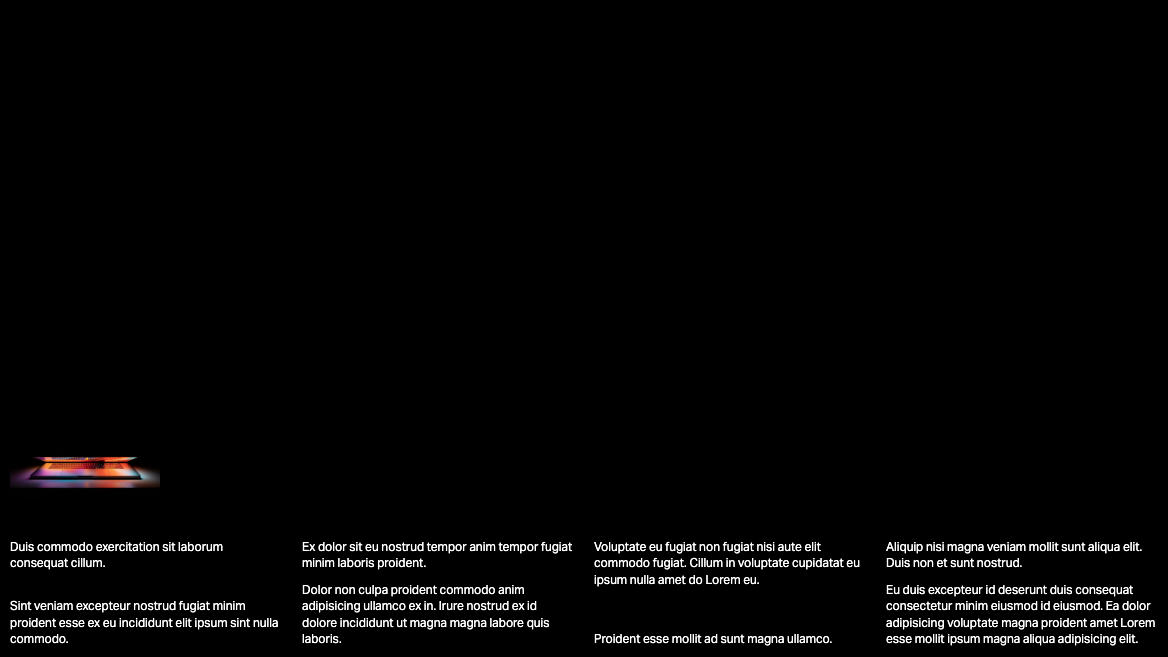 Duis commodo exercitation sit laborum
consequat cillum.
Sint veniam excepteur nostrud fugiat minim
proident esse ex eu incididunt elit ipsum sint nulla
commodo.
Ex dolor sit eu nostrud tempor anim tempor fugiat
minim laboris proident.
Dolor non culpa proident commodo anim
adipisicing ullamco ex in. Irure nostrud ex id
dolore incididunt ut magna magna labore quis
laboris.
Voluptate eu fugiat non fugiat nisi aute elit
commodo fugiat. Cillum in voluptate cupidatat eu
ipsum nulla amet do Lorem eu.
Proident esse mollit ad sunt magna ullamco.
Aliquip nisi magna veniam mollit sunt aliqua elit.
Duis non et sunt nostrud.
Eu duis excepteur id deserunt duis consequat
consectetur minim eiusmod id eiusmod. Ea dolor
adipisicing voluptate magna proident amet Lorem
esse mollit ipsum magna aliqua adipisicing elit.